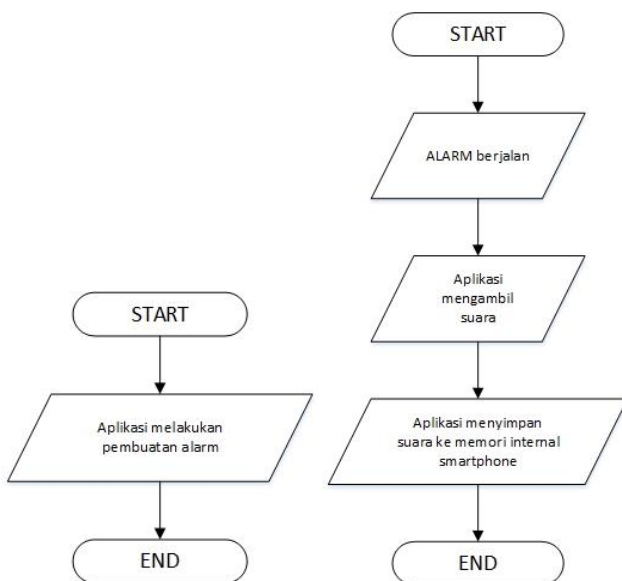 START
Aplikasi melakukan
pembuatan alarm
END
START
ALARM berjalan
Aplikasi
mengambil
suara
Aplikasi menyimpan
suara ke memori internal
smartphone
END